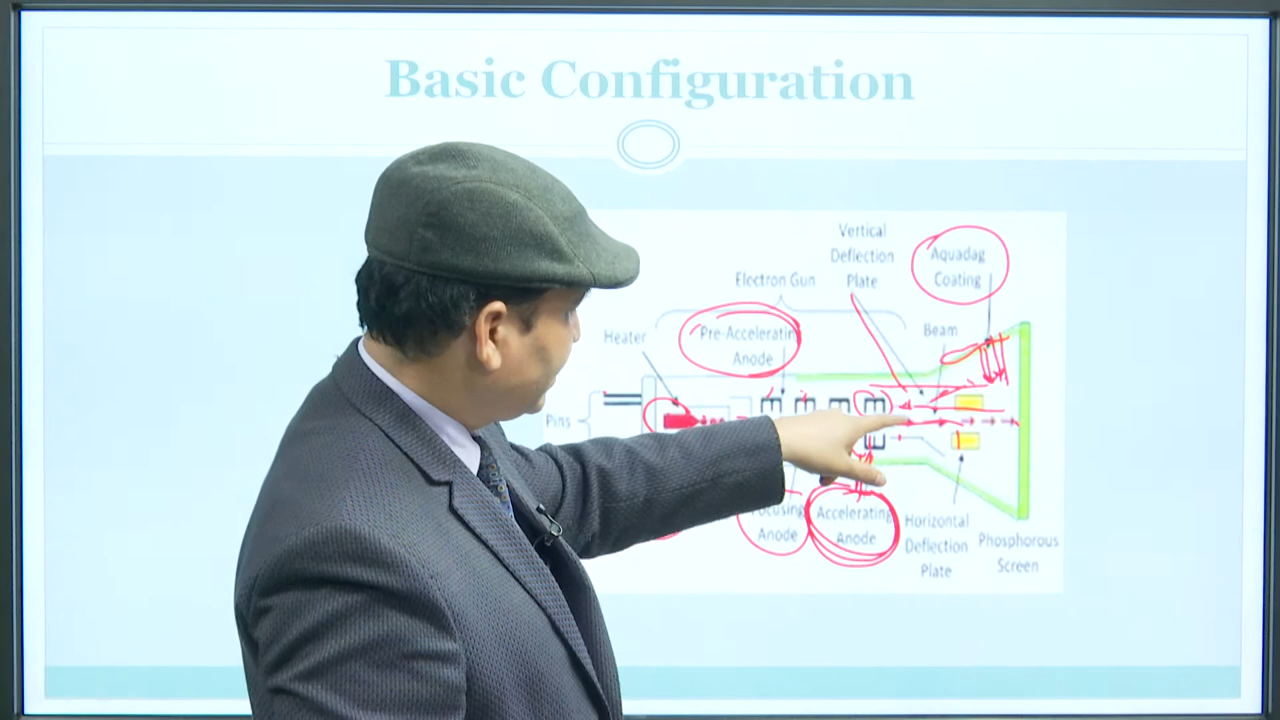 Basic Configuration
Vertical
Deflection
Plate
Aquadag
Coating
Electron Gun
Beam
Heater
Pre-Acceleratin
Anode
Pins
Focusing
Anode
Accelerating
Anode
Horizontal
Deflection
Plate
Phosphorous
Screen